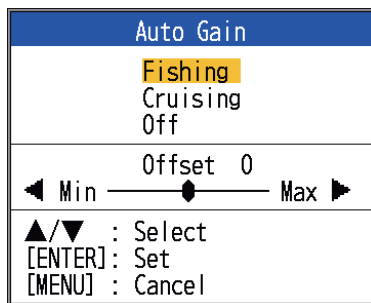 Auto Gain
Fishing
Cruising
Off
Offset 0
◀ Min Max ▶
▲/▼ : Select
[ENTER]: Set
[MENU] : Cancel